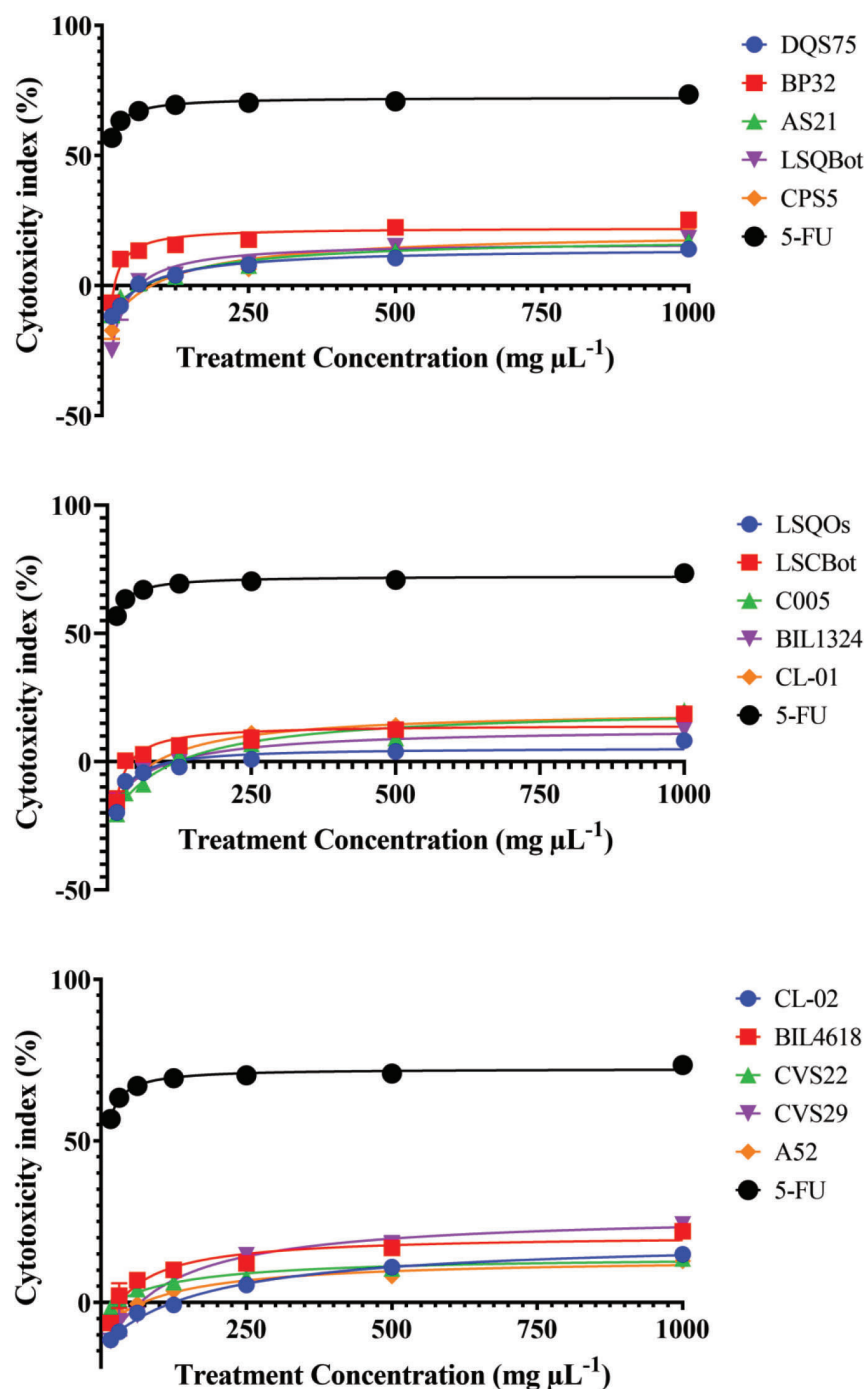 100
50
0
-50
Cytotoxicity index (%)
250
500
750
1000
Treatment Concentration (mg µL⁻¹)
DQS75
BP32
AS21
LSQBot
CPS5
5-FU
100
50
0
-50
Cytotoxicity index (%)
250
500
750
1000
Treatment Concentration (mg µL⁻¹)
LSQOs
LSCBot
C005
BIL1324
CL-01
5-FU
100
50
0
Cytotoxicity index (%)
250
500
750
1000
Treatment Concentration (mg µL⁻¹)
CL-02
BIL4618
CVS22
CVS29
A52
5-FU